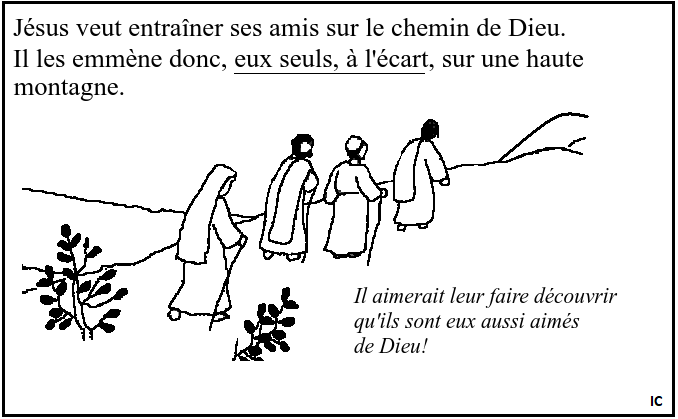 Jésus veut entraîner ses amis sur le chemin de Dieu.
Il les emmène donc, eux seuls, à l'écart, sur une haute
montagne.
Il aimerait leur faire découvrir
qu'ils sont eux aussi aimés
de Dieu!
IC